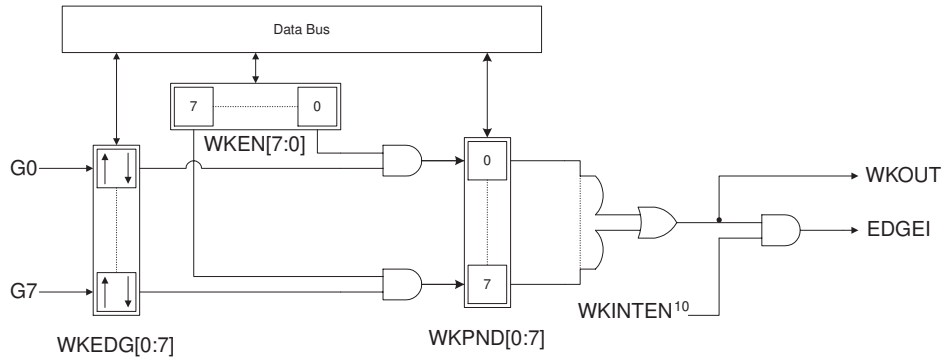 Data Bus
7
0
WKEN[7:0]
G0
0
WKOUT
EDGEI
G7
7
WKINTEN¹⁰
WKEDG[0:7]
WKPND[0:7]